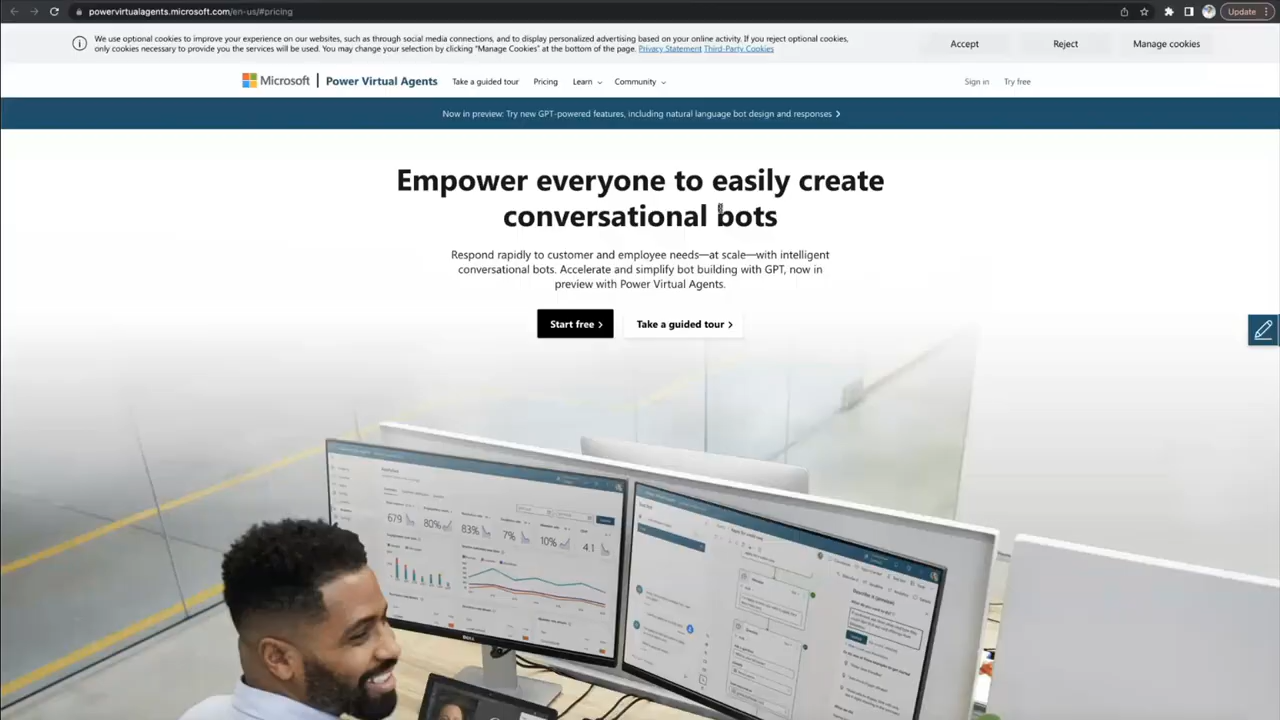 powervirtualagents.microsoft.com/en-us/#pricing
Update
We use optional cookies to improve your experience on our websites, such as through social media connections, and to display personalized advertising based on your online activity. If you reject optional cookies,
only cookies necessary to provide you the services will be used. You may change your selection by clicking "Manage Cookies" at the bottom of the page. Privacy Statement Third-Party Cookies
Accept
Reject
Manage cookies
Microsoft
Power Virtual Agents
Take a guided tour
Pricing
Learn
Community
Sign in
Try free
Now in preview: Try new GPT-powered features, including natural language bot design and responses
Empower everyone to easily create
conversational bots
Respond rapidly to customer and employee needs—at scale—with intelligent
conversational bots. Accelerate and simplify bot building with GPT, now in
preview with Power Virtual Agents.
Start free
Take a guided tour
679
80%
83%
7%
10%
4.1
DELL